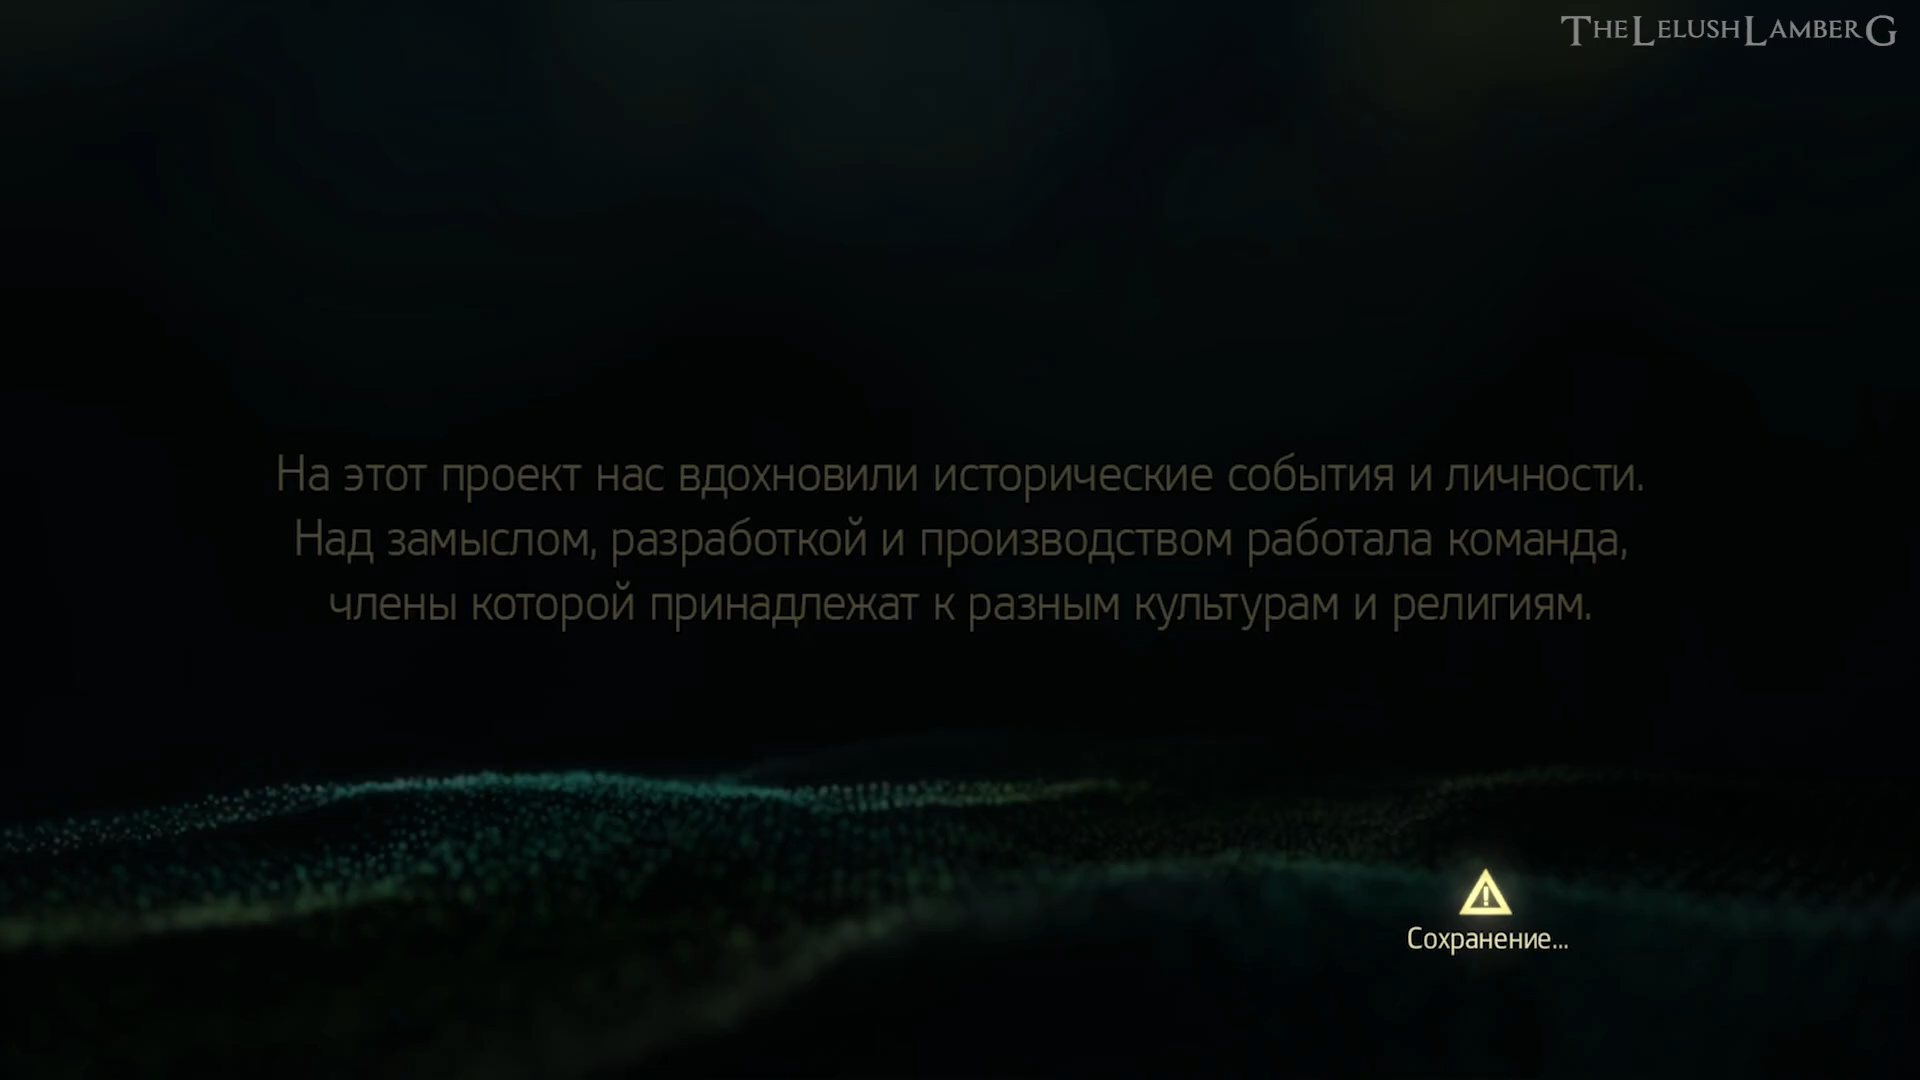 TheLelushLamberG
На этот проект нас вдохновили исторические события и личности.
Над замыслом, разработкой и производством работала команда,
члены которой принадлежат к разным культурам и религиям.
Сохранение...